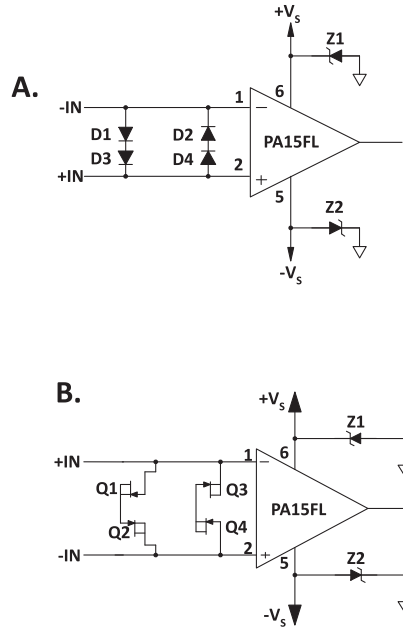 +Vs
Z1
A.
6
-IN
1
−
D1
D2
PA15FL
D3
D4
+IN
2
+
5
Z2
-Vs
B.
+Vs
Z1
6
+IN
1
−
Q1
Q3
PA15FL
Q2
Q4
-IN
2
+
5
Z2
-Vs